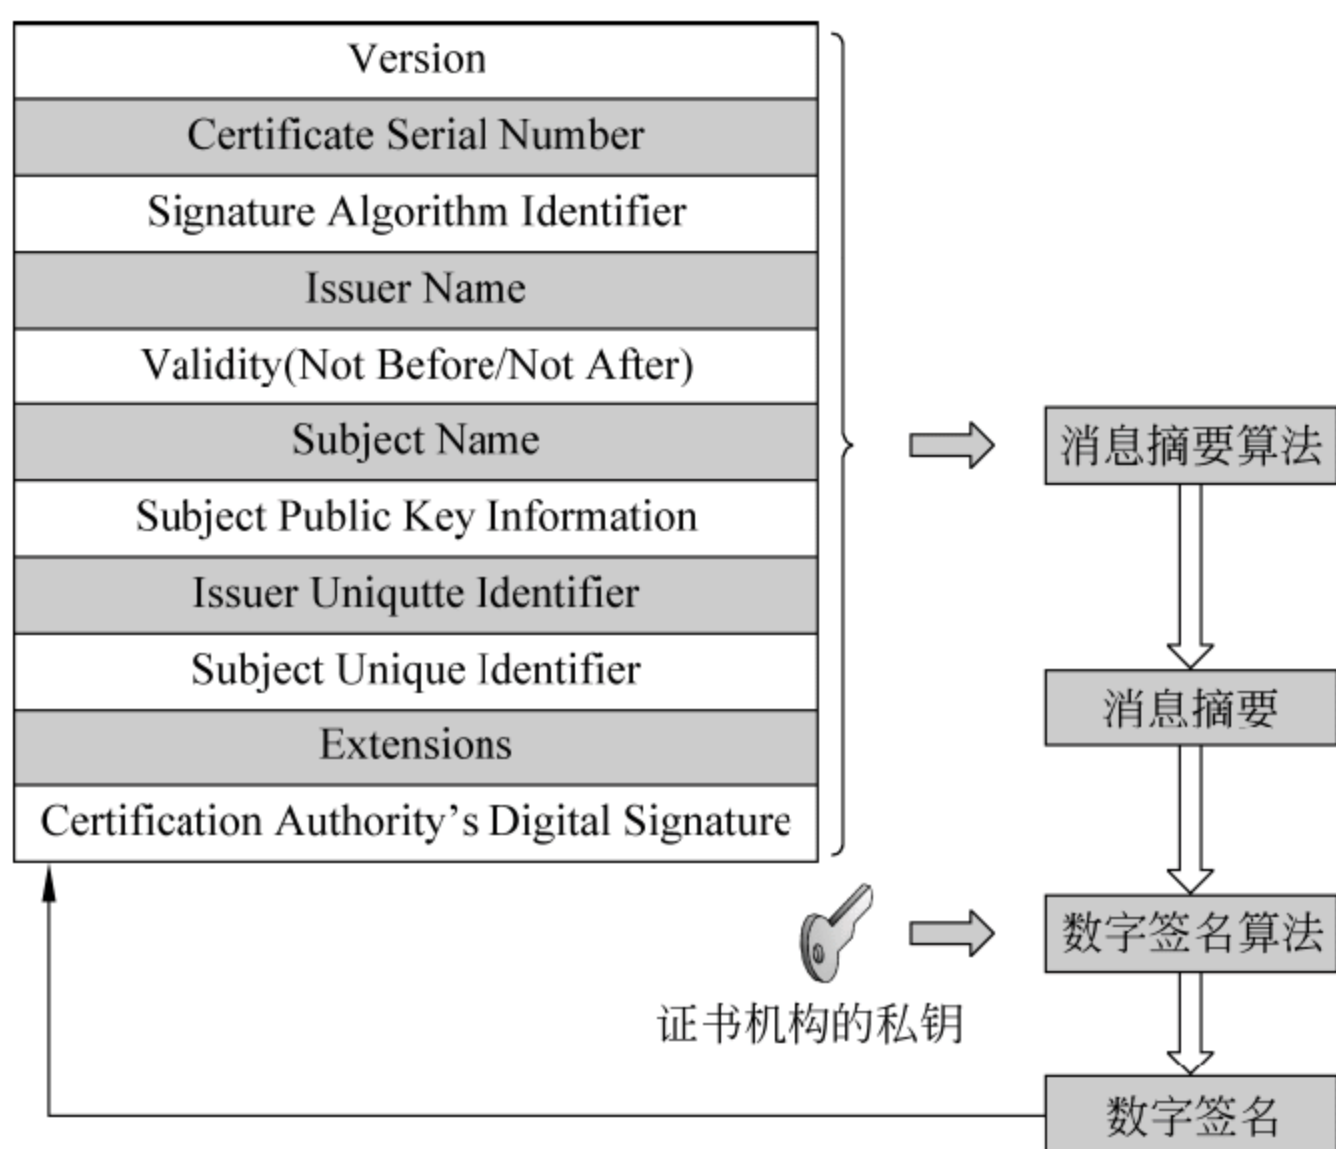 Version
Certificate Serial Number
Signature Algorithm Identifier
Issuer Name
Validity(Not Before/Not After)
Subject Name
Subject Public Key Information
Issuer Uniqutte Identifier
Subject Unique Identifier
Extensions
Certification Authority's Digital Signature
消息摘要算法
消息摘要
数字签名算法
证书机构的私钥
数字签名